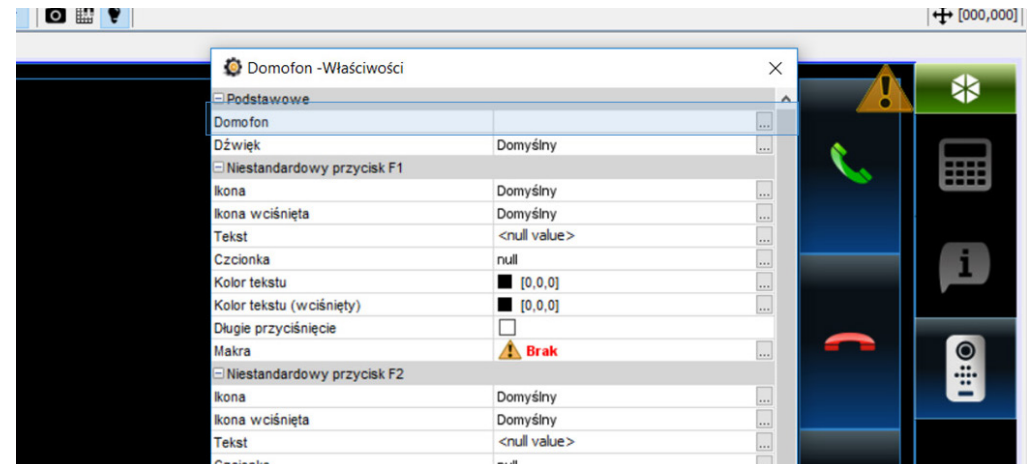 [000,000]
Domofon -Właściwości
Podstawowe
Domofon ...
Dźwięk Domyślny ...
Niestandardowy przycisk F1
Ikona Domyślny ...
Ikona wciśnięta Domyślny ...
Tekst <null value> ...
Czcionka null ...
Kolor tekstu [0,0,0] ...
Kolor tekstu (wciśnięty) [0,0,0] ...
Długie przyciśnięcie
Makra Brak ...
Niestandardowy przycisk F2
Ikona Domyślny ...
Ikona wciśnięta Domyślny ...
Tekst <null value> ...